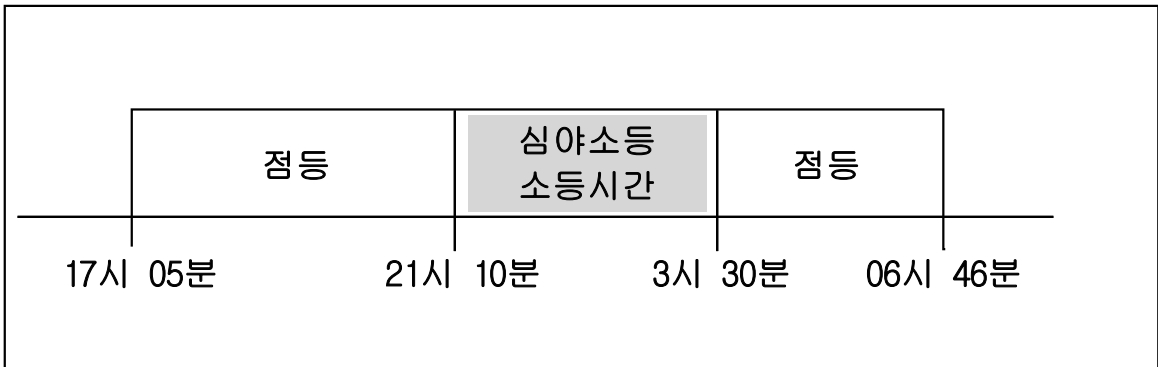 점등
심야소등
소등시간
점등
17시 05분
21시 10분
3시 30분
06시 46분